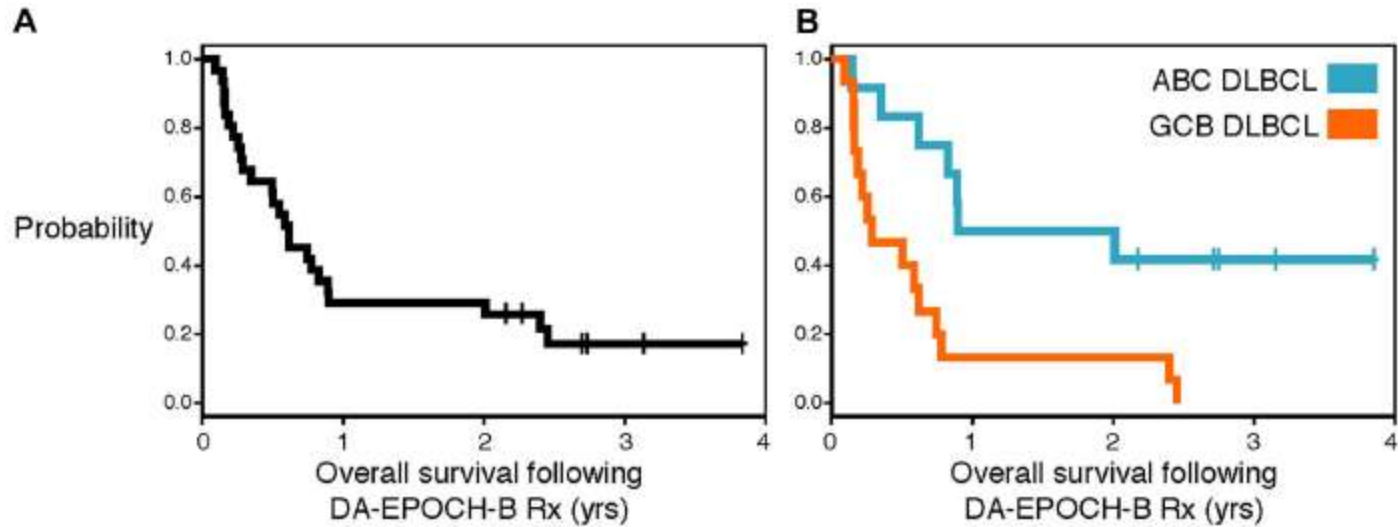 A
B
1.0
0.8
0.6
0.4
0.2
0.0
Probability
0 1 2 3 4
Overall survival following
DA-EPOCH-B Rx (yrs)
1.0
0.8
0.6
0.4
0.2
0.0
ABC DLBCL
GCB DLBCL
0 1 2 3 4
Overall survival following
DA-EPOCH-B Rx (yrs)